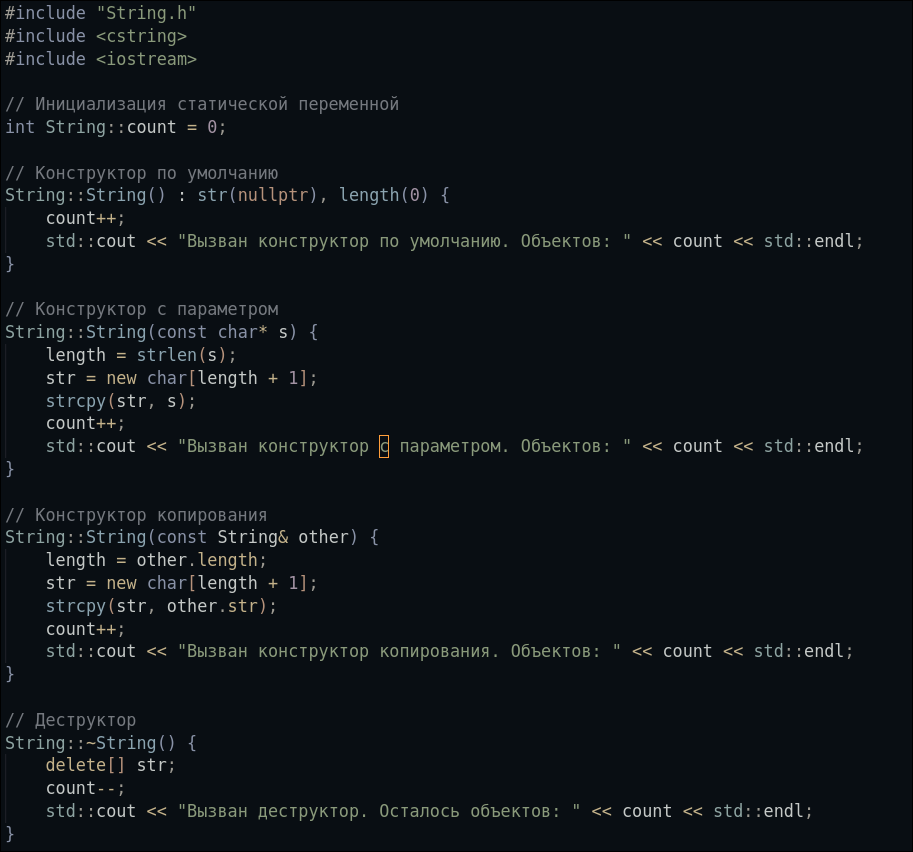 #include "String.h"
#include <cstring>
#include <iostream>
// Инициализация статической переменной
int String::count = 0;
// Конструктор по умолчанию
String::String() : str(nullptr), length(0) {
    count++;
    std::cout << "Вызван конструктор по умолчанию. Объектов: " << count << std::endl;
}
// Конструктор с параметром
String::String(const char* s) {
    length = strlen(s);
    str = new char[length + 1];
    strcpy(str, s);
    count++;
    std::cout << "Вызван конструктор с параметром. Объектов: " << count << std::endl;
}
// Конструктор копирования
String::String(const String& other) {
    length = other.length;
    str = new char[length + 1];
    strcpy(str, other.str);
    count++;
    std::cout << "Вызван конструктор копирования. Объектов: " << count << std::endl;
}
// Деструктор
String::~String() {
    delete[] str;
    count--;
    std::cout << "Вызван деструктор. Осталось объектов: " << count << std::endl;
}